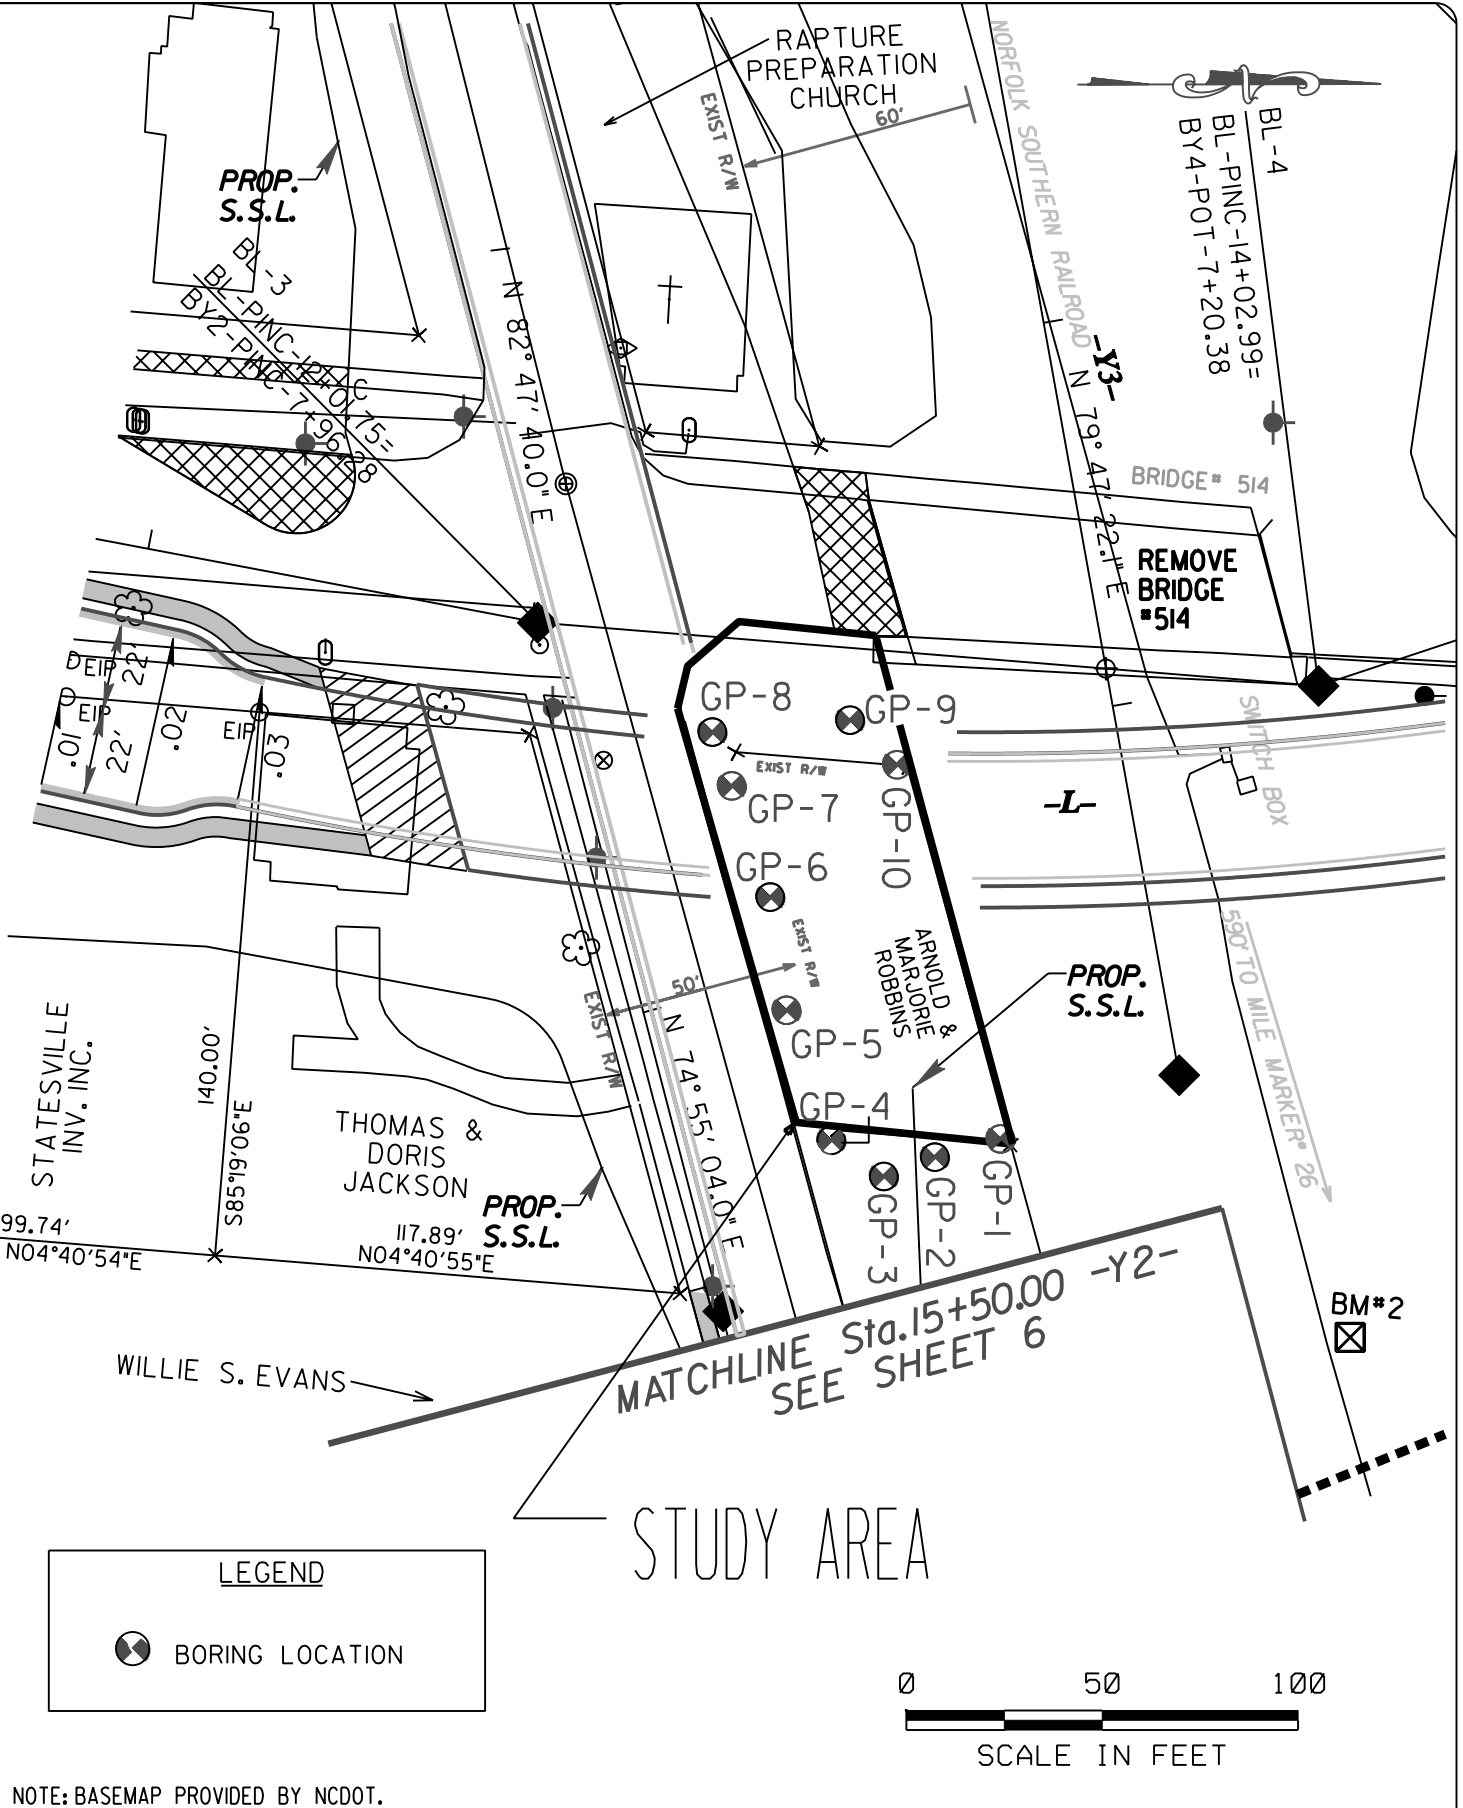 RAPTURE
PREPARATION
CHURCH
EXIST R/W
60'
NORFOLK SOUTHERN RAILROAD
BL-4
BL-PINC-14+02.99=
BY4-POT-7+20.38
PROP.
S.S.L.
BL-3
BL-PINC-12+01.75=
BY2-PINC-7+96.28
C
N 82° 47' 40.0" E
-Y3-
N 79° 47' 22.1" E
BRIDGE# 514
REMOVE
BRIDGE
#514
D
EIP
22'
EIP
22'
.01
.02
EIP
.03
GP-8
GP-9
EXIST R/W
GP-7
GP-10
GP-6
-L-
SWITCH BOX
EXIST R/W
50'
EXIST R/W
ARNOLD &
MARJORIE
ROBBINS
PROP.
S.S.L.
590' TO MILE MARKER# 26
GP-5
GP-4
GP-3
GP-2
GP-1
N 74° 55' 04.0" E
STATESVILLE
INV. INC.
140.00'
S85°19'06"E
THOMAS &
DORIS
JACKSON
PROP.
S.S.L.
99.74'
N04°40'54"E
117.89'
N04°40'55"E
MATCHLINE Sta.15+50.00 -Y2-
SEE SHEET 6
BM#2
WILLIE S. EVANS
STUDY AREA
LEGEND
BORING LOCATION
0 50 100
SCALE IN FEET
NOTE: BASEMAP PROVIDED BY NCDOT.